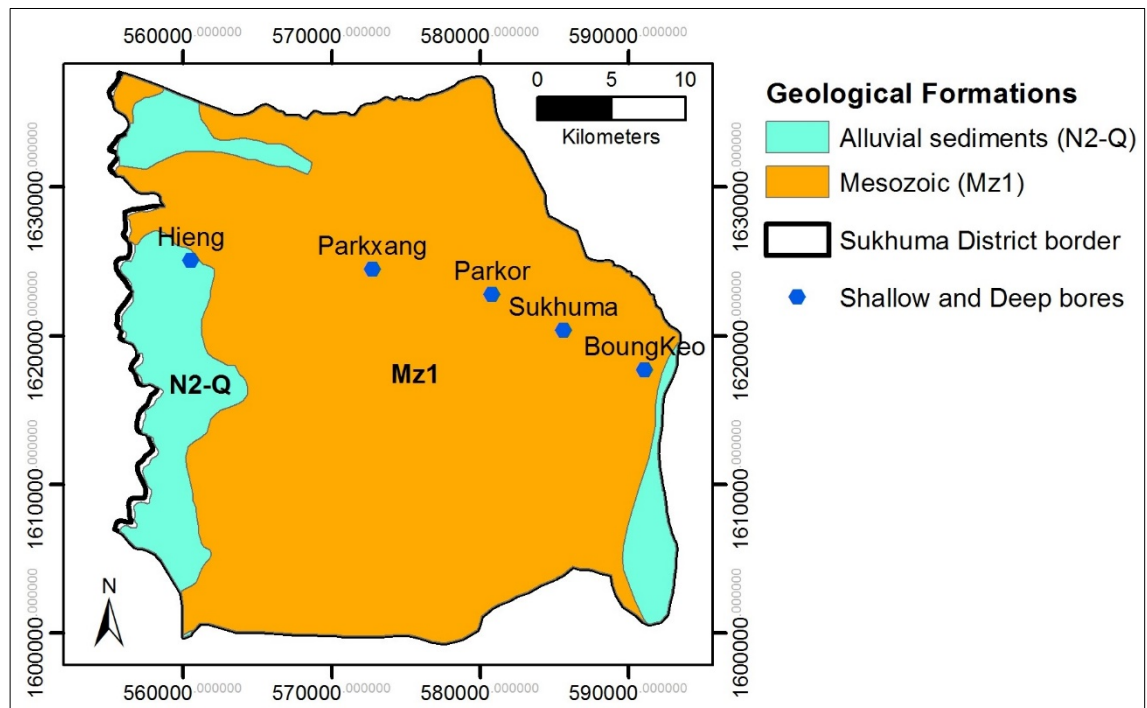 560000.000000 570000.000000 580000.000000 590000.000000
0 5 10
Kilometers
Geological Formations
Alluvial sediments (N2-Q)
Mesozoic (Mz1)
Sukhuma District border
Shallow and Deep bores
1630000.000000
1620000.000000
1610000.000000
1600000.000000
Hieng
Parkxang
Parkor
Sukhuma
BoungKeo
N2-Q
Mz1
N
1630000.000000
1620000.000000
1610000.000000
1600000.000000
560000.000000 570000.000000 580000.000000 590000.000000